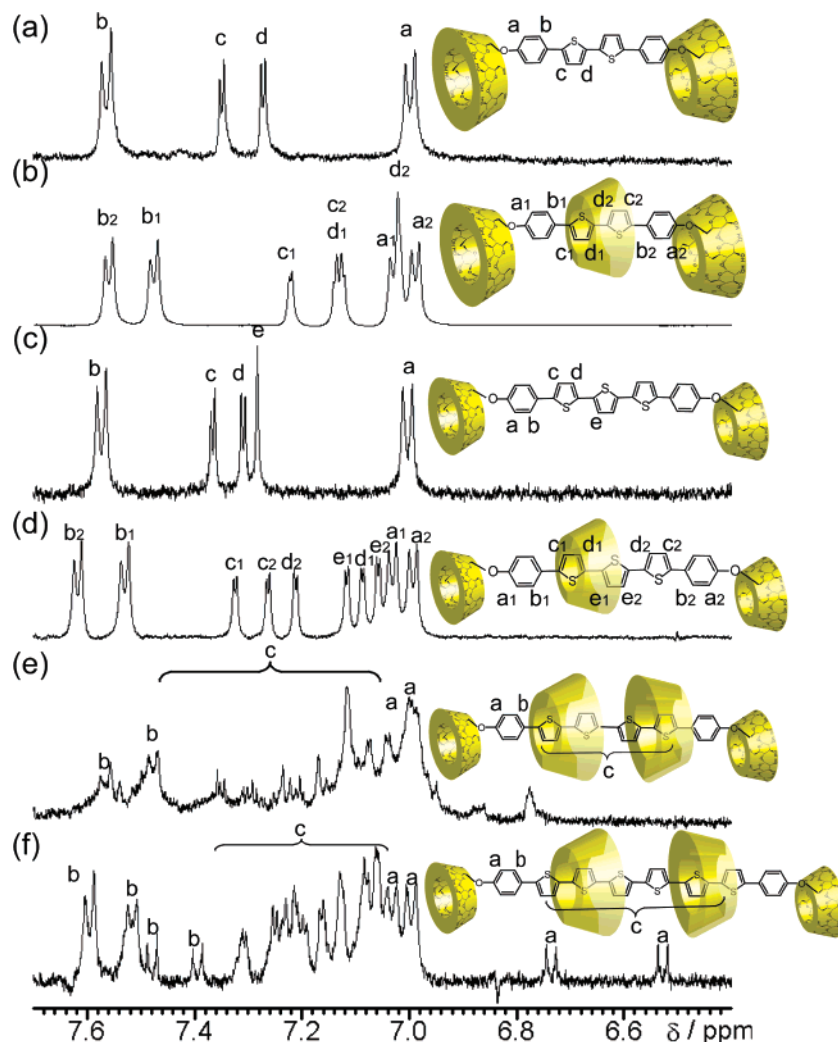 (a)
b
c
d
a
a b
S
S
O
O
c d
(b)
b2
b1
c1
c2
d1
d2
a1
a2
a1
b1
d2
c2
S
S
O
O
c1
d1
b2
a2
(c)
b
c
d
e
a
c d
S
S
S
O
O
a b
e
(d)
b2
b1
c1
c2
d2
e1
d1
e2
a1
a2
c1
d1
d2
c2
S
S
S
O
O
a1
b1
e1
e2
b2
a2
(e)
c
b
b
a
a
a
b
S
S
S
S
O
O
c
(f)
c
b
b
b
b
a
a
a
a
a
b
S
S
S
S
S
S
O
O
c
7.6 7.4 7.2 7.0 6.8 6.6 δ / ppm